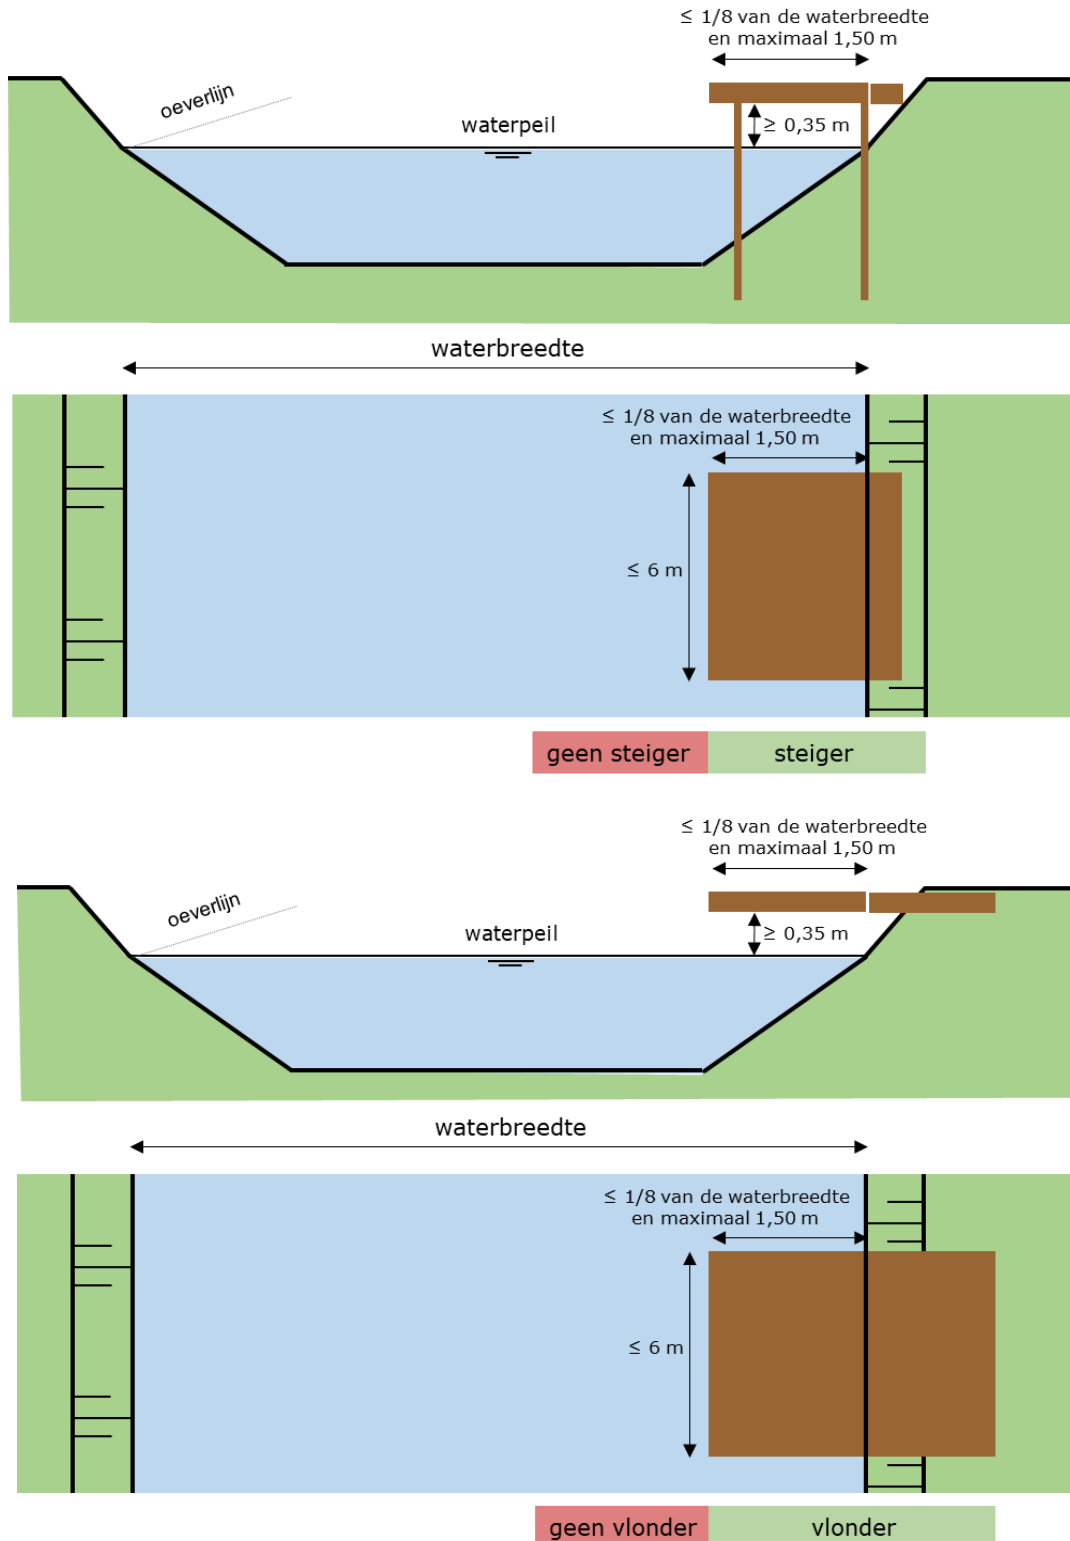 ≤ 1/8 van de waterbreedte
en maximaal 1,50 m
oeverlijn
waterpeil
≥ 0,35 m
waterbreedte
≤ 1/8 van de waterbreedte
en maximaal 1,50 m
≤ 6 m
geen steiger
steiger
≤ 1/8 van de waterbreedte
en maximaal 1,50 m
oeverlijn
waterpeil
≥ 0,35 m
waterbreedte
≤ 1/8 van de waterbreedte
en maximaal 1,50 m
≤ 6 m
geen vlonder
vlonder